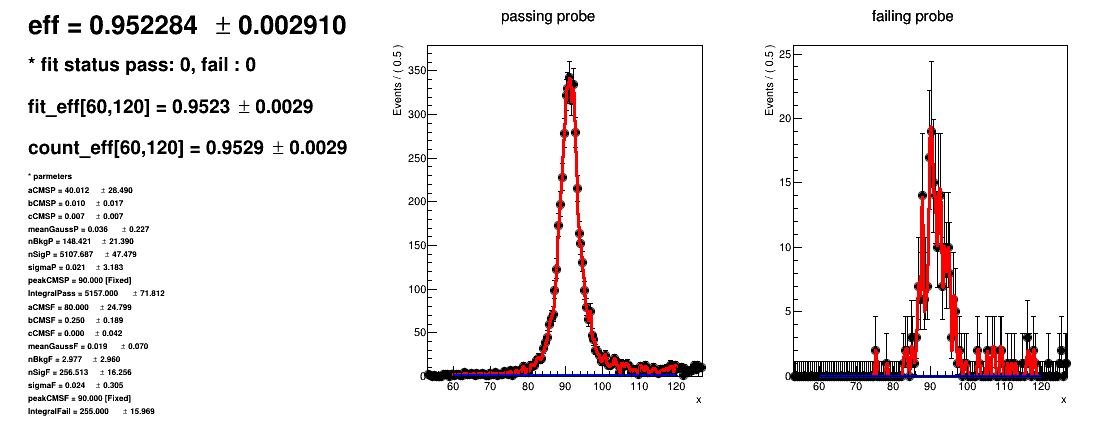 eff = 0.952284 ± 0.002910
* fit status pass: 0, fail : 0
fit_eff[60,120] = 0.9523 ± 0.0029
count_eff[60,120] = 0.9529 ± 0.0029
* parmeters
aCMSP = 40.012 ± 28.490
bCMSP = 0.010 ± 0.017
cCMSP = 0.007 ± 0.007
meanGaussP = 0.036 ± 0.227
nBkgP = 148.421 ± 21.390
nSigP = 5107.687 ± 47.479
sigmaP = 0.021 ± 3.183
peakCMSP = 90.000 [Fixed]
IntegralPass = 5157.000 ± 71.812
aCMSF = 80.000 ± 24.799
bCMSF = 0.250 ± 0.189
cCMSF = 0.000 ± 0.042
meanGaussF = 0.019 ± 0.070
nBkgF = 2.977 ± 2.960
nSigF = 256.513 ± 16.256
sigmaF = 0.024 ± 0.305
peakCMSF = 90.000 [Fixed]
IntegralFail = 255.000 ± 15.969
passing probe
Events / ( 0.5 )
350
300
250
200
150
100
50
0
60 70 80 90 100 110 120
x
failing probe
Events / ( 0.5 )
25
20
15
10
5
0
60 70 80 90 100 110 120
x